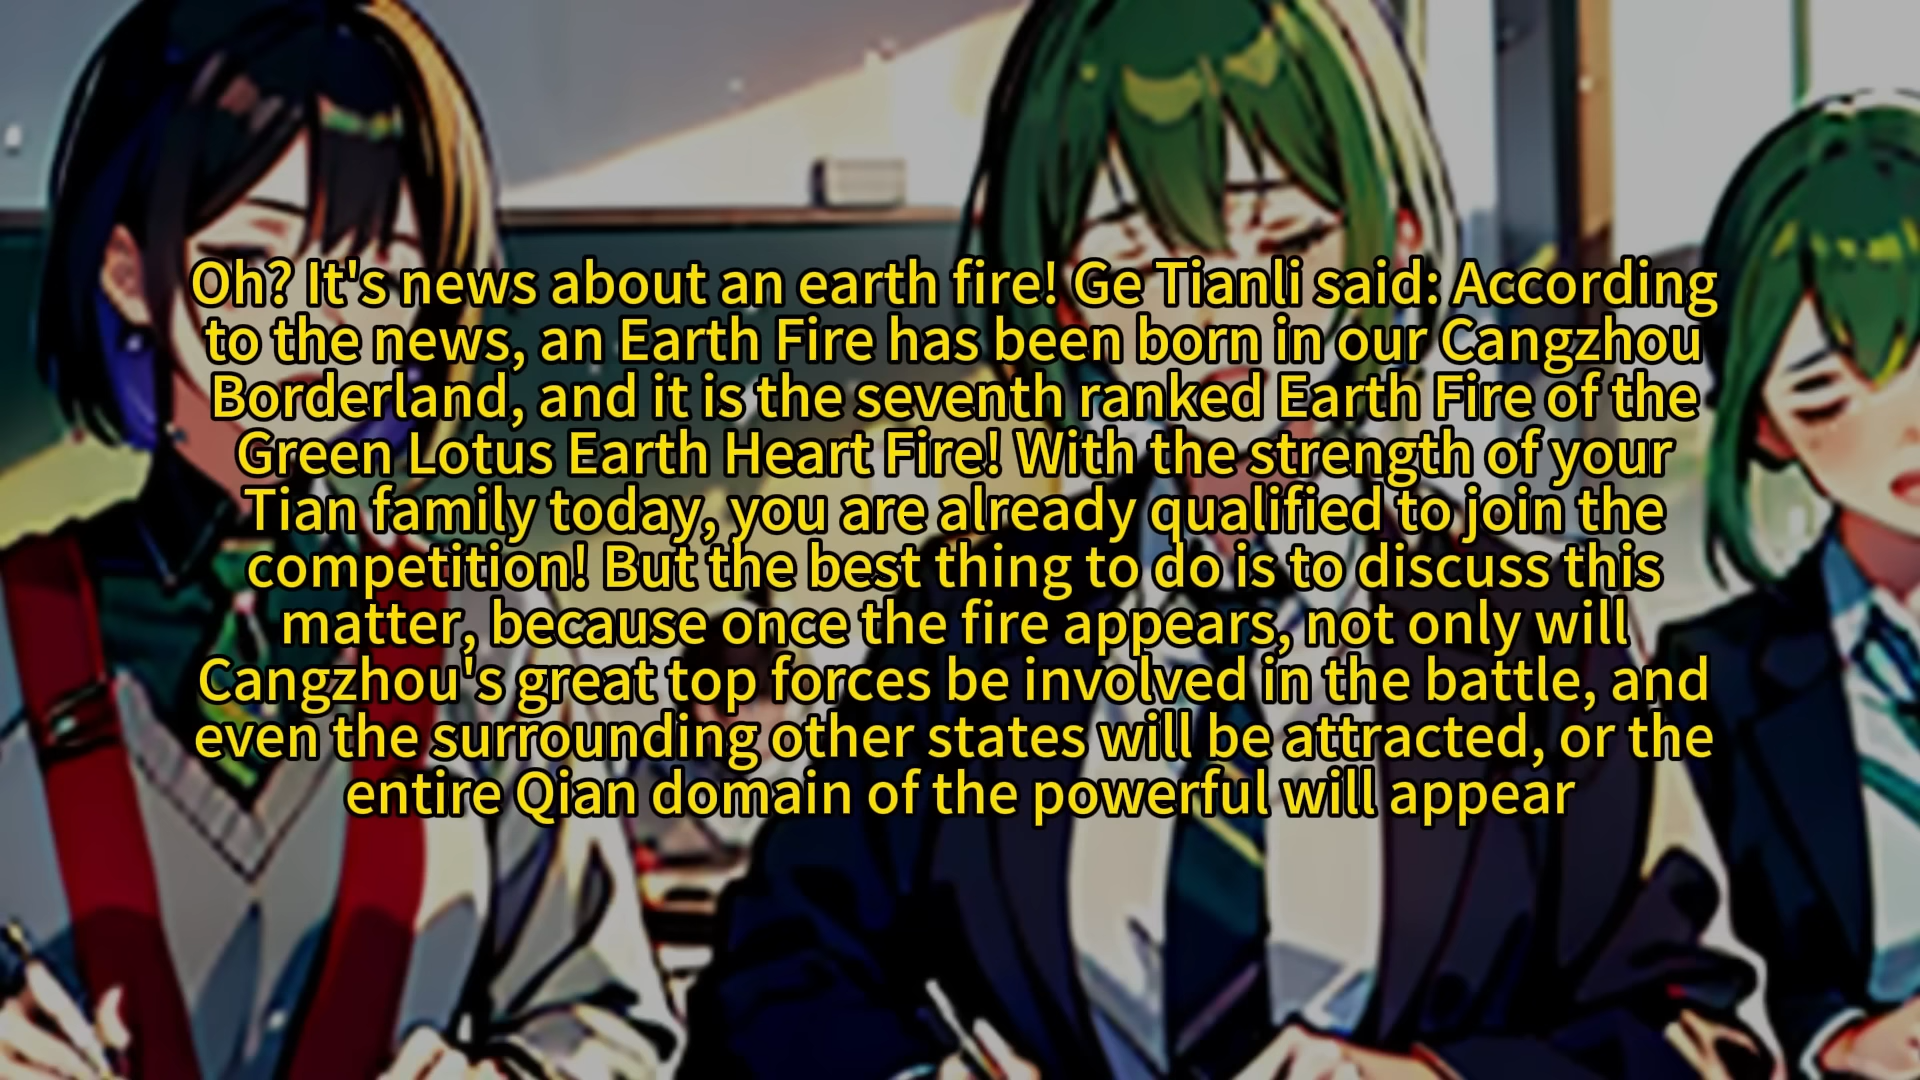 Oh? It's news about an earth fire! Ge Tianli said: According
to the news, an Earth Fire has been born in our Cangzhou
Borderland, and it is the seventh ranked Earth Fire of the
Green Lotus Earth Heart Fire! With the strength of your
Tian family today, you are already qualified to join the
competition! But the best thing to do is to discuss this
matter, because once the fire appears, not only will
Cangzhou's great top forces be involved in the battle, and
even the surrounding other states will be attracted, or the
entire Qian domain of the powerful will appear